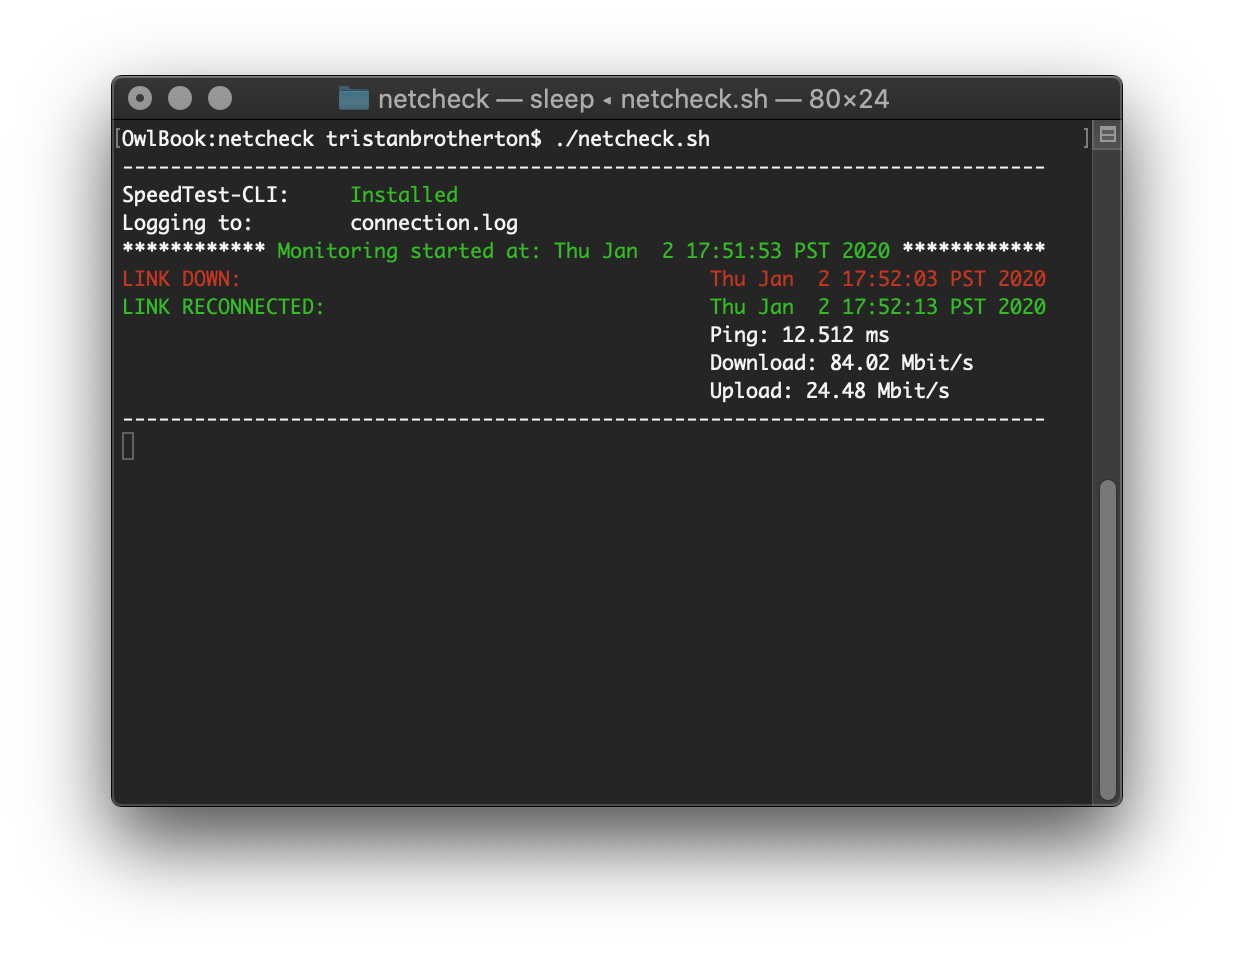 netcheck — sleep ◂ netcheck.sh — 80×24
[OwlBook:netcheck tristanbrotherton$ ./netcheck.sh ]
-----------------------------------------------------------------------------
SpeedTest-CLI: Installed
Logging to: connection.log
************ Monitoring started at: Thu Jan  2 17:51:53 PST 2020 ************
LINK DOWN: Thu Jan  2 17:52:03 PST 2020
LINK RECONNECTED: Thu Jan  2 17:52:13 PST 2020
Ping: 12.512 ms
Download: 84.02 Mbit/s
Upload: 24.48 Mbit/s
-----------------------------------------------------------------------------